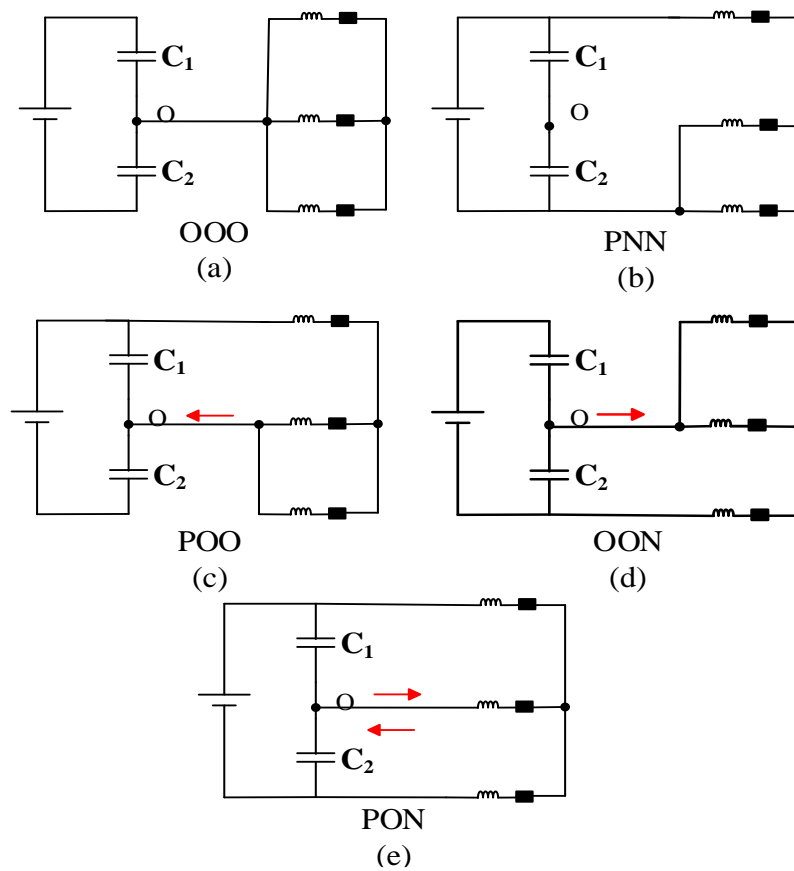 C₁
O
C₂
OOO
(a)
C₁
O
C₂
PNN
(b)
C₁
O
C₂
POO
(c)
C₁
O
C₂
OON
(d)
C₁
O
C₂
PON
(e)